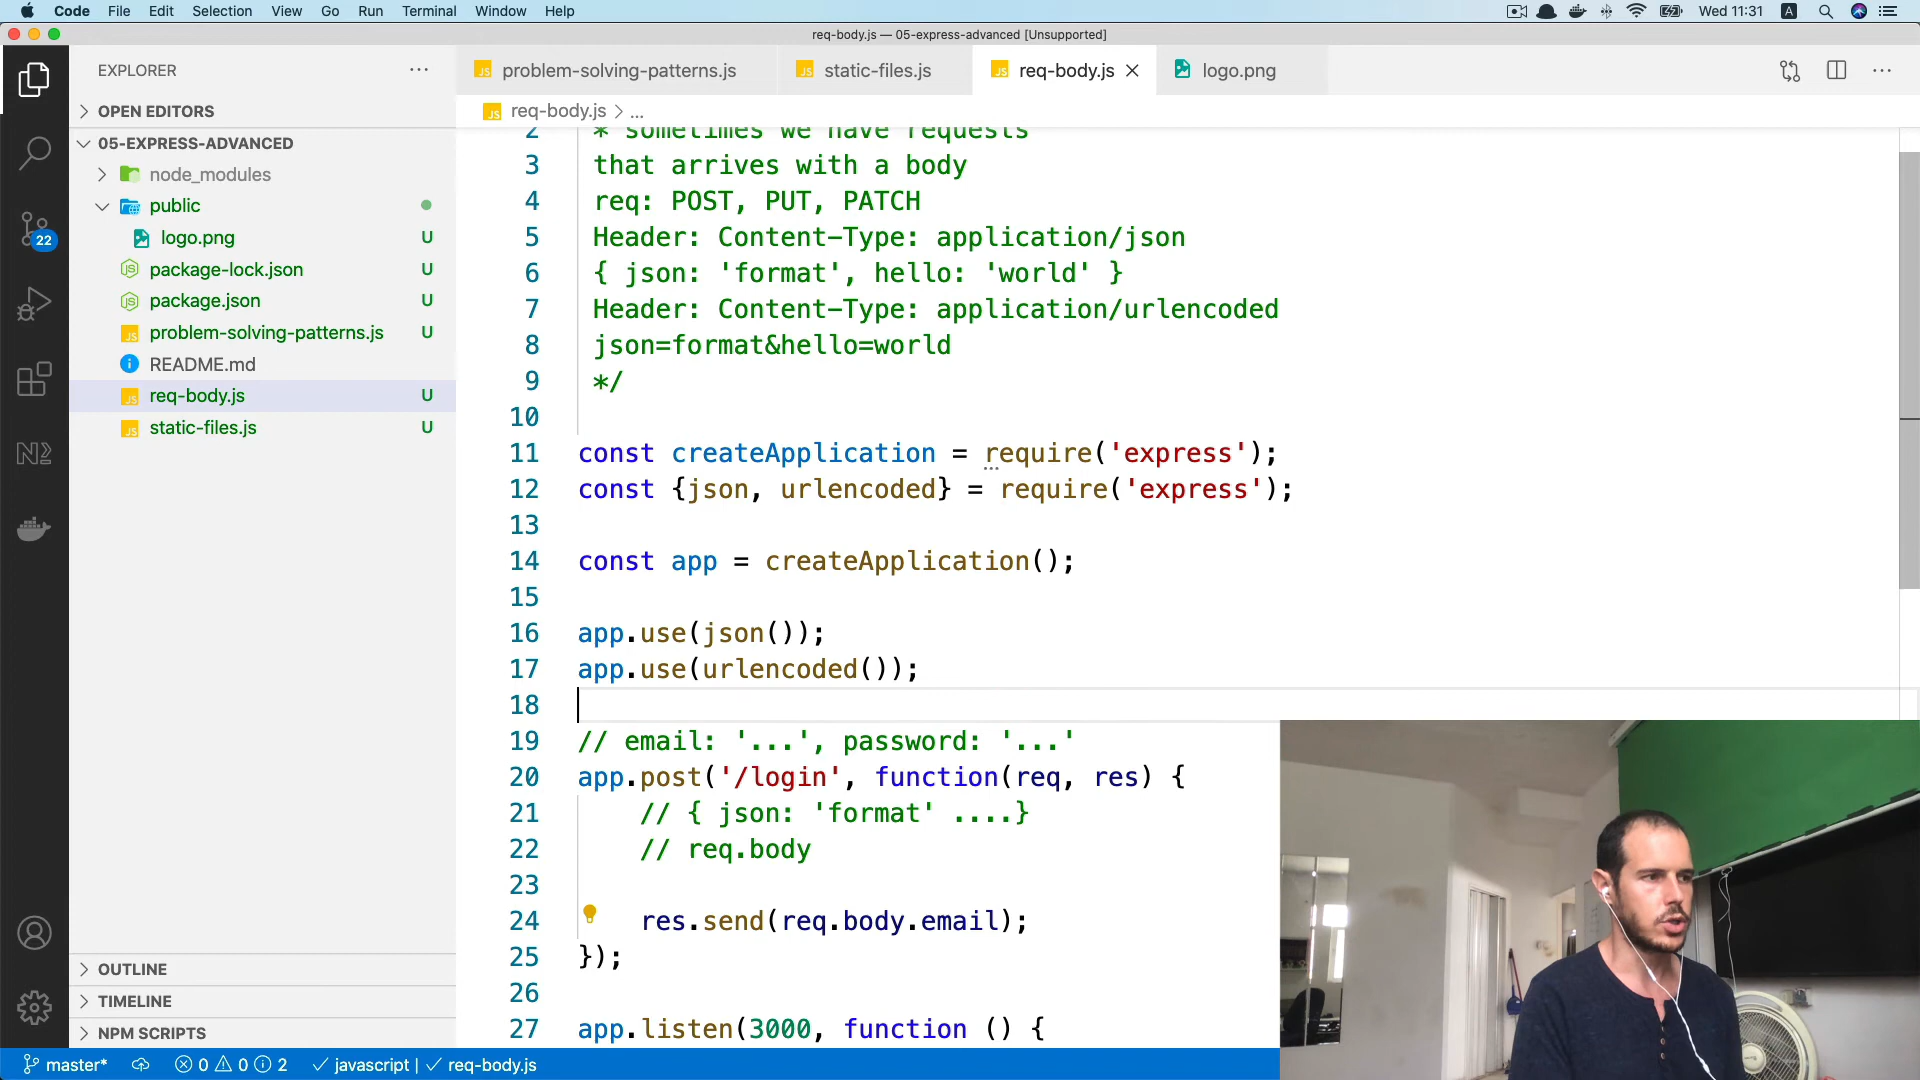 Code File Edit Selection View Go Run Terminal Window Help Wed 11:31 A
req-body.js — 05-express-advanced [Unsupported]
EXPLORER
OPEN EDITORS
05-EXPRESS-ADVANCED
node_modules
public
logo.png U
package-lock.json U
package.json U
problem-solving-patterns.js U
README.md
req-body.js U
static-files.js U
OUTLINE
TIMELINE
NPM SCRIPTS
22
problem-solving-patterns.js static-files.js req-body.js logo.png
req-body.js > ...
2 * sometimes we have requests
3 that arrives with a body
4 req: POST, PUT, PATCH
5 Header: Content-Type: application/json
6 { json: 'format', hello: 'world' }
7 Header: Content-Type: application/urlencoded
8 json=format&hello=world
9 */
10
11 const createApplication = require('express');
12 const {json, urlencoded} = require('express');
13
14 const app = createApplication();
15
16 app.use(json());
17 app.use(urlencoded());
18
19 // email: '...', password: '...'
20 app.post('/login', function(req, res) {
21 // { json: 'format' ....}
22 // req.body
23
24 res.send(req.body.email);
25 });
26
27 app.listen(3000, function () {
master* 0 0 2 javascript | req-body.js